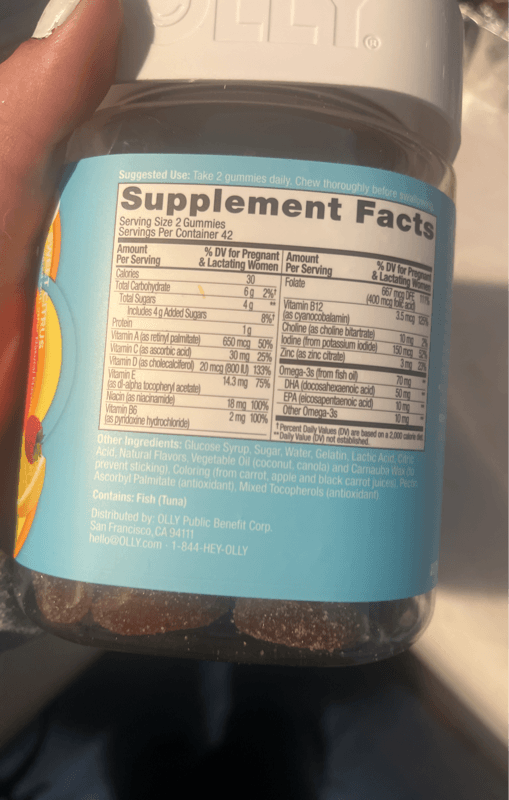 OLLY®
Suggested Use: Take 2 gummies daily. Chew thoroughly before swallowing.
Supplement Facts
Serving Size 2 Gummies
Servings Per Container 42
Amount Per Serving
% DV for Pregnant & Lactating Women
Calories 30
Total Carbohydrate 6 g 2%†
Total Sugars 4 g **
Includes 4 g Added Sugars 8%†
Protein 1 g
Vitamin A (as retinyl palmitate) 650 mcg 50%
Vitamin C (as ascorbic acid) 30 mg 25%
Vitamin D (as cholecalciferol) 20 mcg (800 IU) 133%
Vitamin E
(as dl-alpha tocopheryl acetate) 14.3 mg 75%
Niacin (as niacinamide) 18 mg 100%
Vitamin B6
(as pyridoxine hydrochloride) 2 mg 100%
Amount Per Serving
% DV for Pregnant & Lactating Women
Folate 667 mcg DFE 111%
(400 mcg folic acid)
Vitamin B12
(as cyanocobalamin) 3.5 mcg 125%
Choline (as choline bitartrate) 10 mg
Iodine (from potassium iodide) 150 mcg 52%
Zinc (as zinc citrate) 3 mg 23%
Omega-3s (from fish oil) 70 mg **
DHA (docosahexaenoic acid) 50 mg **
EPA (eicosapentaenoic acid) 10 mg **
Other Omega-3s 10 mg **
†Percent Daily Values (DV) are based on a 2,000 calorie diet.
**Daily Value (DV) not established.
Other Ingredients: Glucose Syrup, Sugar, Water, Gelatin, Lactic Acid, Citric
Acid, Natural Flavors, Vegetable Oil (coconut, canola) and Carnauba Wax (to
prevent sticking), Coloring (from carrot, apple and black carrot juices), Pectin,
Ascorbyl Palmitate (antioxidant), Mixed Tocopherols (antioxidant).
Contains: Fish (Tuna)
Distributed by: OLLY Public Benefit Corp.
San Francisco, CA 94111
hello@OLLY.com · 1-844-HEY-OLLY